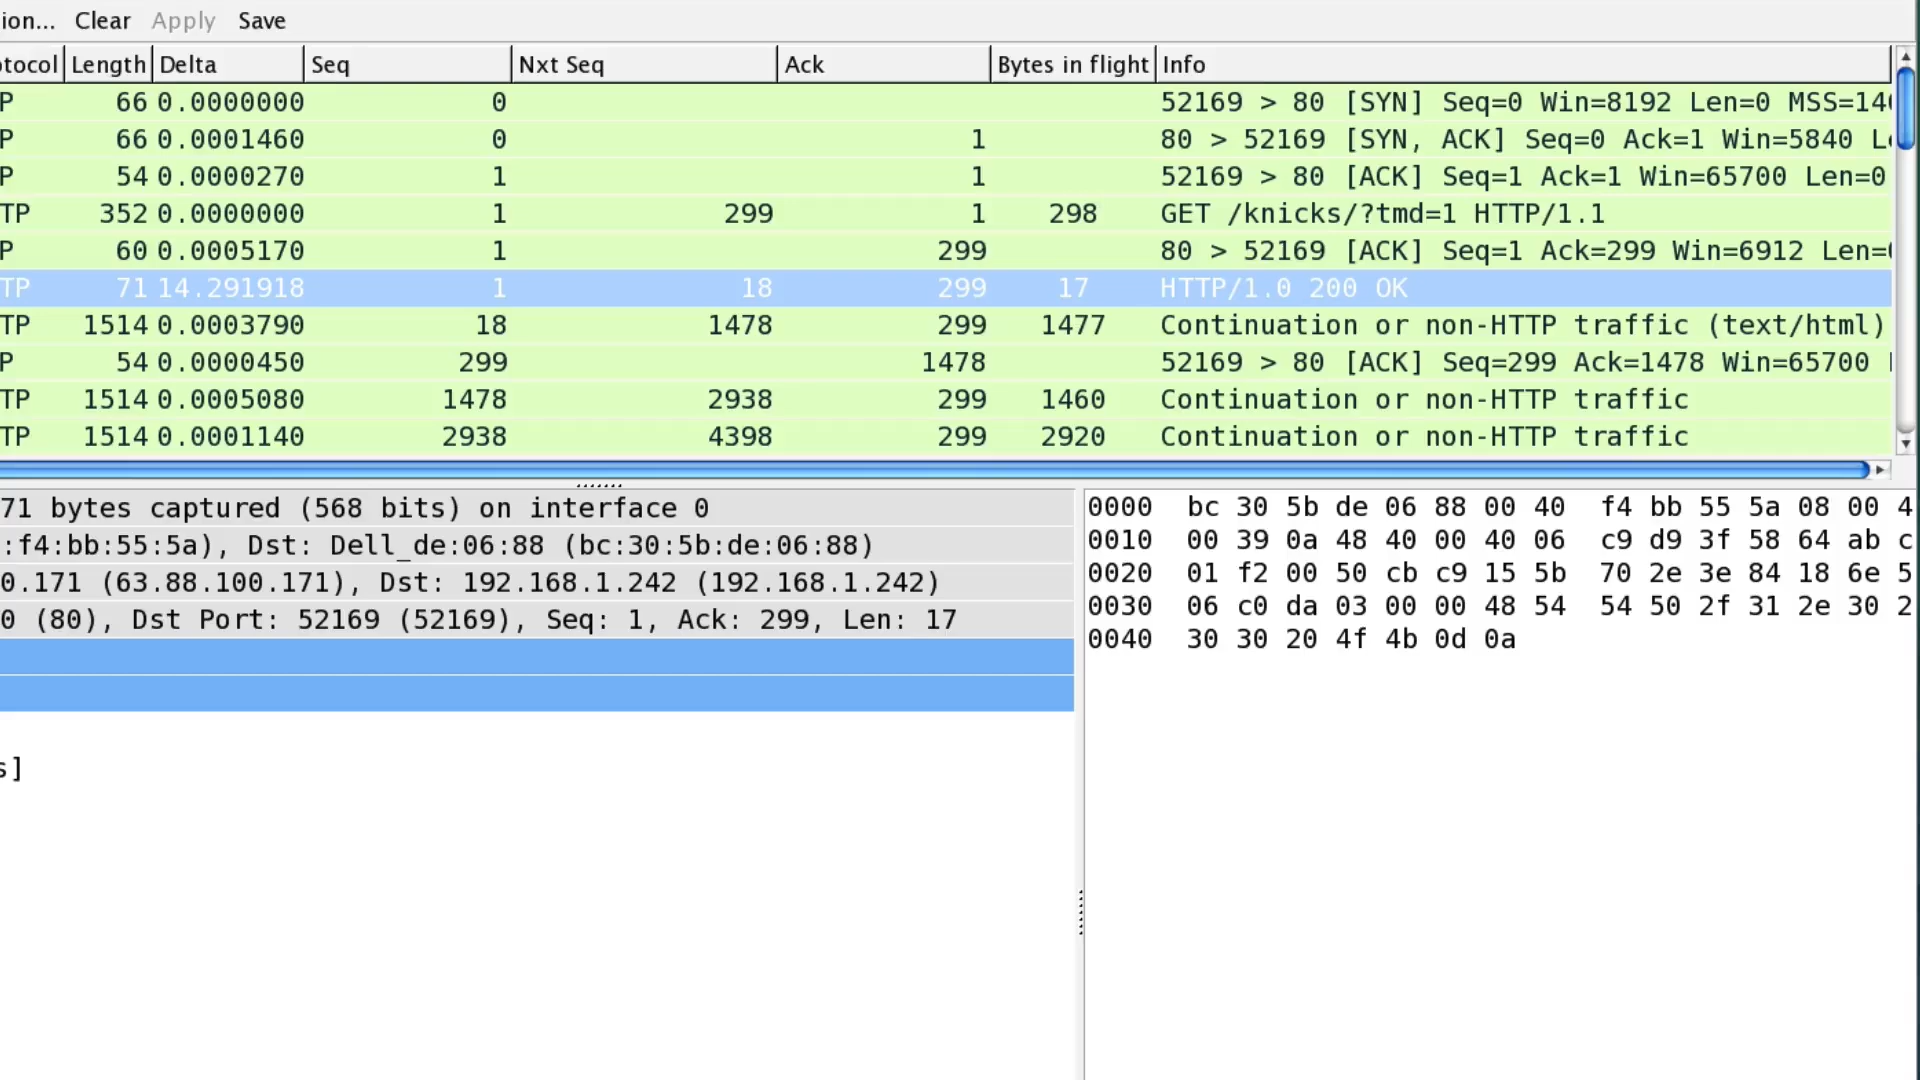 ion... Clear Apply Save
otocol Length Delta Seq Nxt Seq Ack Bytes in flight Info
P 66 0.0000000 0 52169 > 80 [SYN] Seq=0 Win=8192 Len=0 MSS=14
P 66 0.0001460 0 1 80 > 52169 [SYN, ACK] Seq=0 Ack=1 Win=5840 L
P 54 0.0000270 1 1 52169 > 80 [ACK] Seq=1 Ack=1 Win=65700 Len=0
TP 352 0.0000000 1 299 1 298 GET /knicks/?tmd=1 HTTP/1.1
P 60 0.0005170 1 299 80 > 52169 [ACK] Seq=1 Ack=299 Win=6912 Len=
TP 71 14.291918 1 18 299 17 HTTP/1.0 200 OK
TP 1514 0.0003790 18 1478 299 1477 Continuation or non-HTTP traffic (text/html)
P 54 0.0000450 299 1478 52169 > 80 [ACK] Seq=299 Ack=1478 Win=65700
TP 1514 0.0005080 1478 2938 299 1460 Continuation or non-HTTP traffic
TP 1514 0.0001140 2938 4398 299 2920 Continuation or non-HTTP traffic
71 bytes captured (568 bits) on interface 0
:f4:bb:55:5a), Dst: Dell_de:06:88 (bc:30:5b:de:06:88)
0.171 (63.88.100.171), Dst: 192.168.1.242 (192.168.1.242)
0 (80), Dst Port: 52169 (52169), Seq: 1, Ack: 299, Len: 17
s]
0000 bc 30 5b de 06 88 00 40 f4 bb 55 5a 08 00 4
0010 00 39 0a 48 40 00 40 06 c9 d9 3f 58 64 ab c
0020 01 f2 00 50 cb c9 15 5b 70 2e 3e 84 18 6e 5
0030 06 c0 da 03 00 00 48 54 54 50 2f 31 2e 30 2
0040 30 30 20 4f 4b 0d 0a